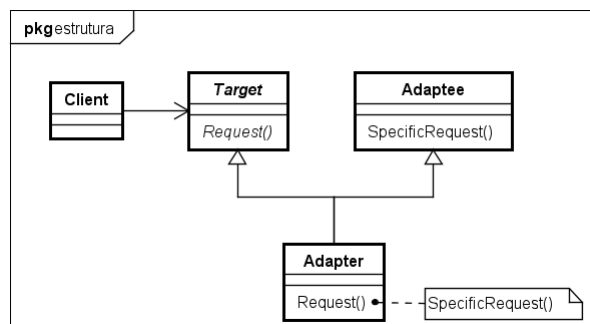 pkg estrutura
Client
Target
Request()
Adaptee
SpecificRequest()
Adapter
Request()
SpecificRequest()